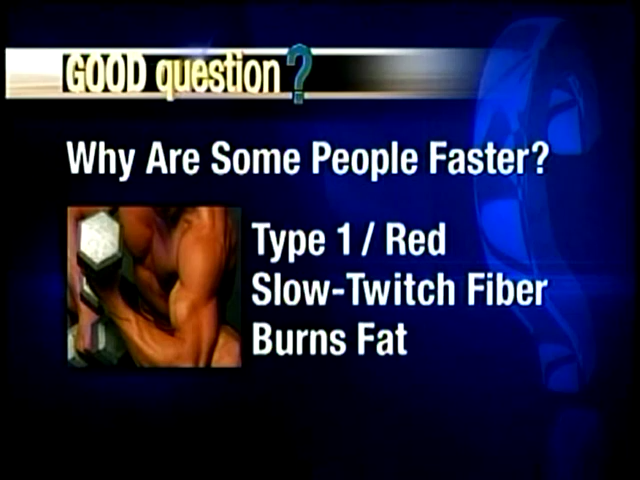 GOOD question?
Why Are Some People Faster?
Type 1 / Red
Slow-Twitch Fiber
Burns Fat